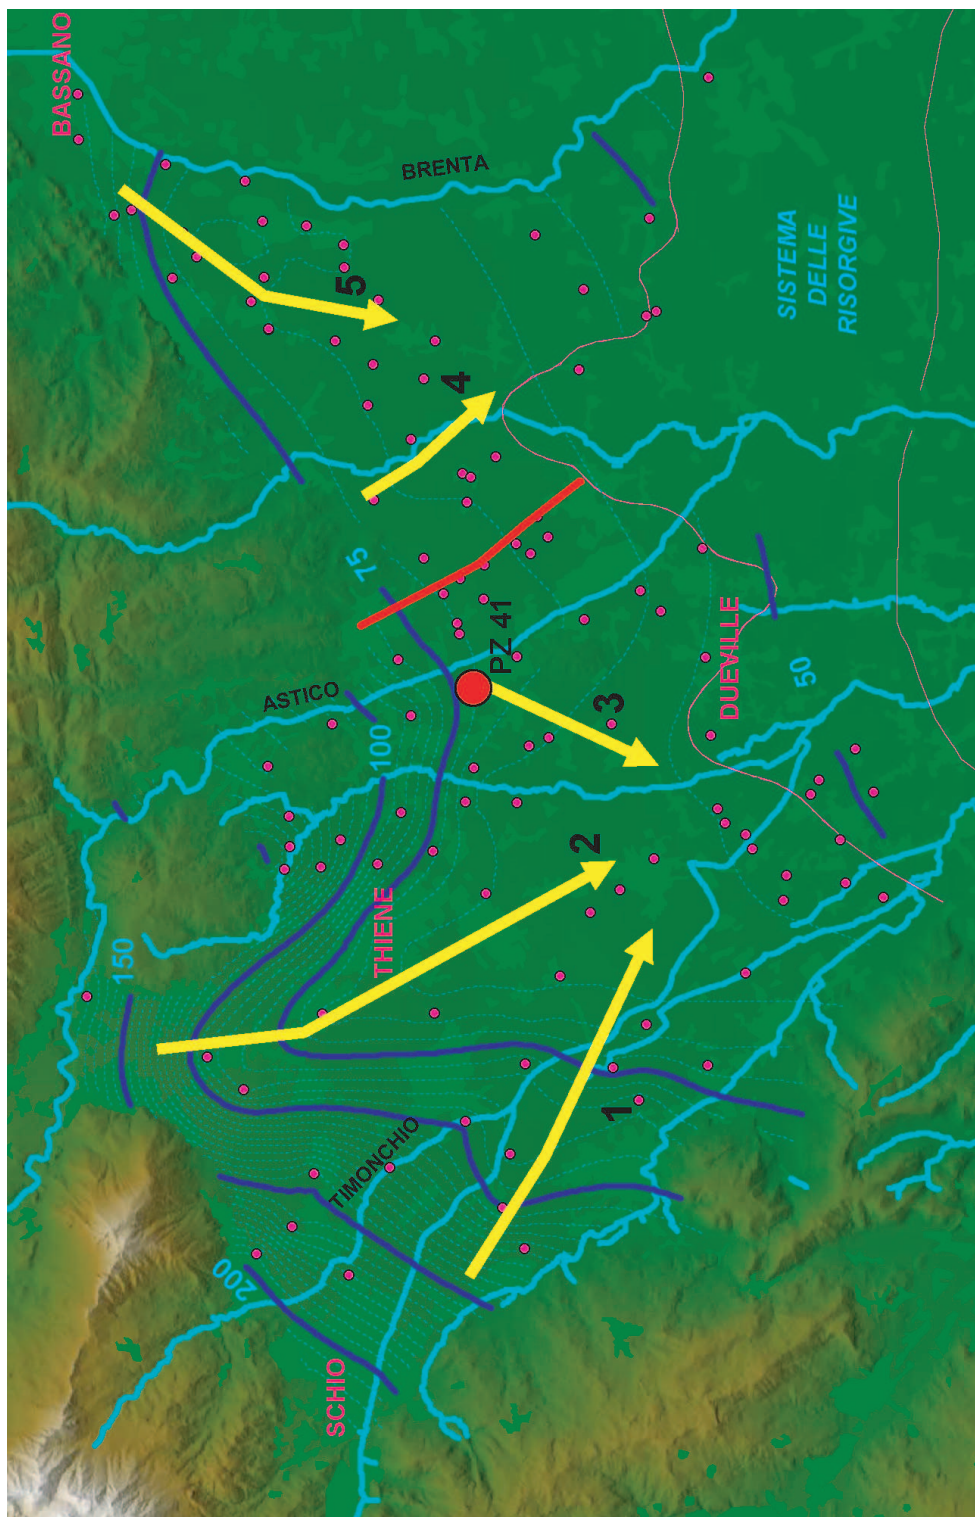 BASSANO
BRENTA
5
SISTEMA
DELLE
RISORGIVE
4
75
PZ 41
ASTICO
100
3
DUEVILLE
50
2
THIENE
150
1
TIMONCHIO
200
SCHIO